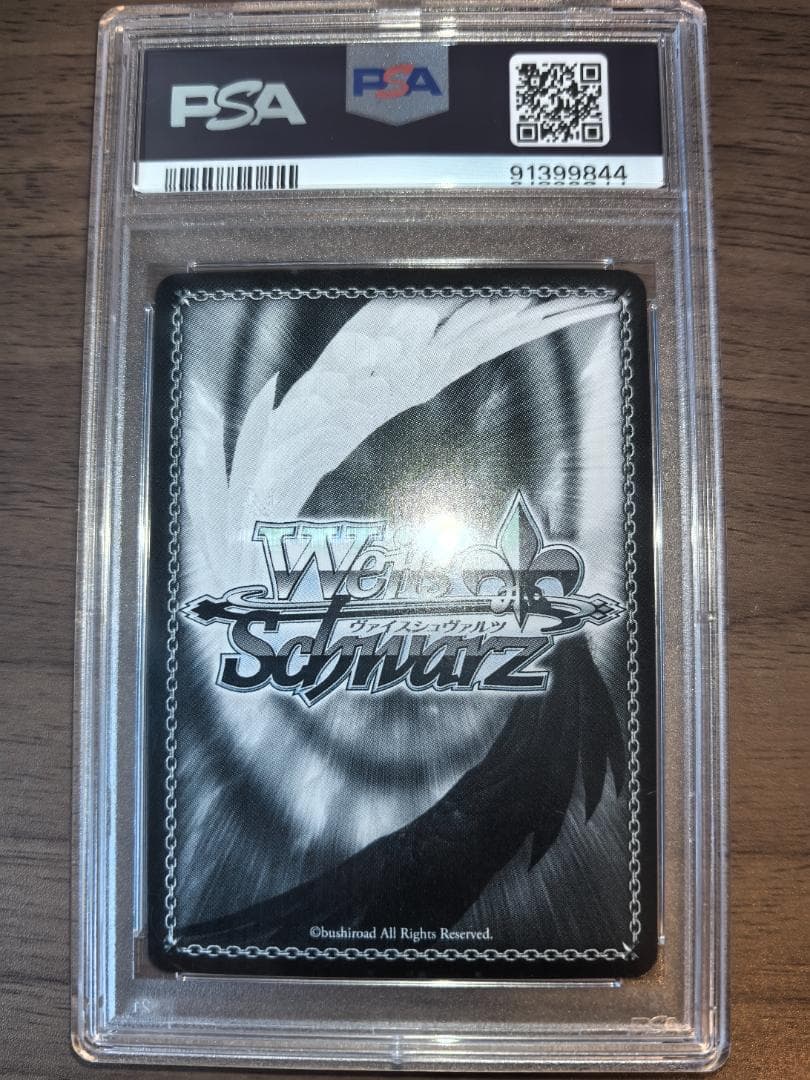 PSA
PSA
91399844
Weiß
ヴァイスシュヴァルツ
Schwarz
©bushiroad All Rights Reserved.